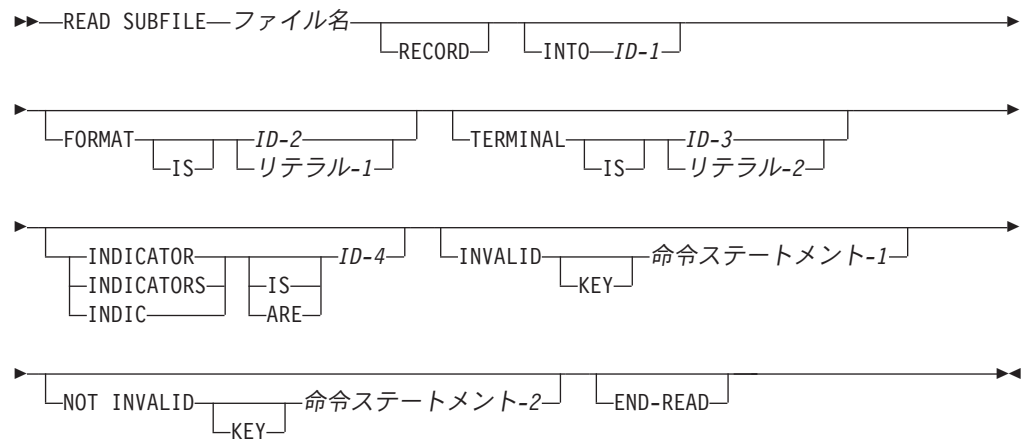 READ SUBFILE ファイル名
RECORD INTO ID-1
FORMAT ID-2 TERMINAL ID-3
IS リテラル-1 IS リテラル-2
INDICATOR ID-4 INVALID 命令ステートメント-1
INDICATORS IS KEY
INDIC ARE
NOT INVALID 命令ステートメント-2 END-READ
KEY